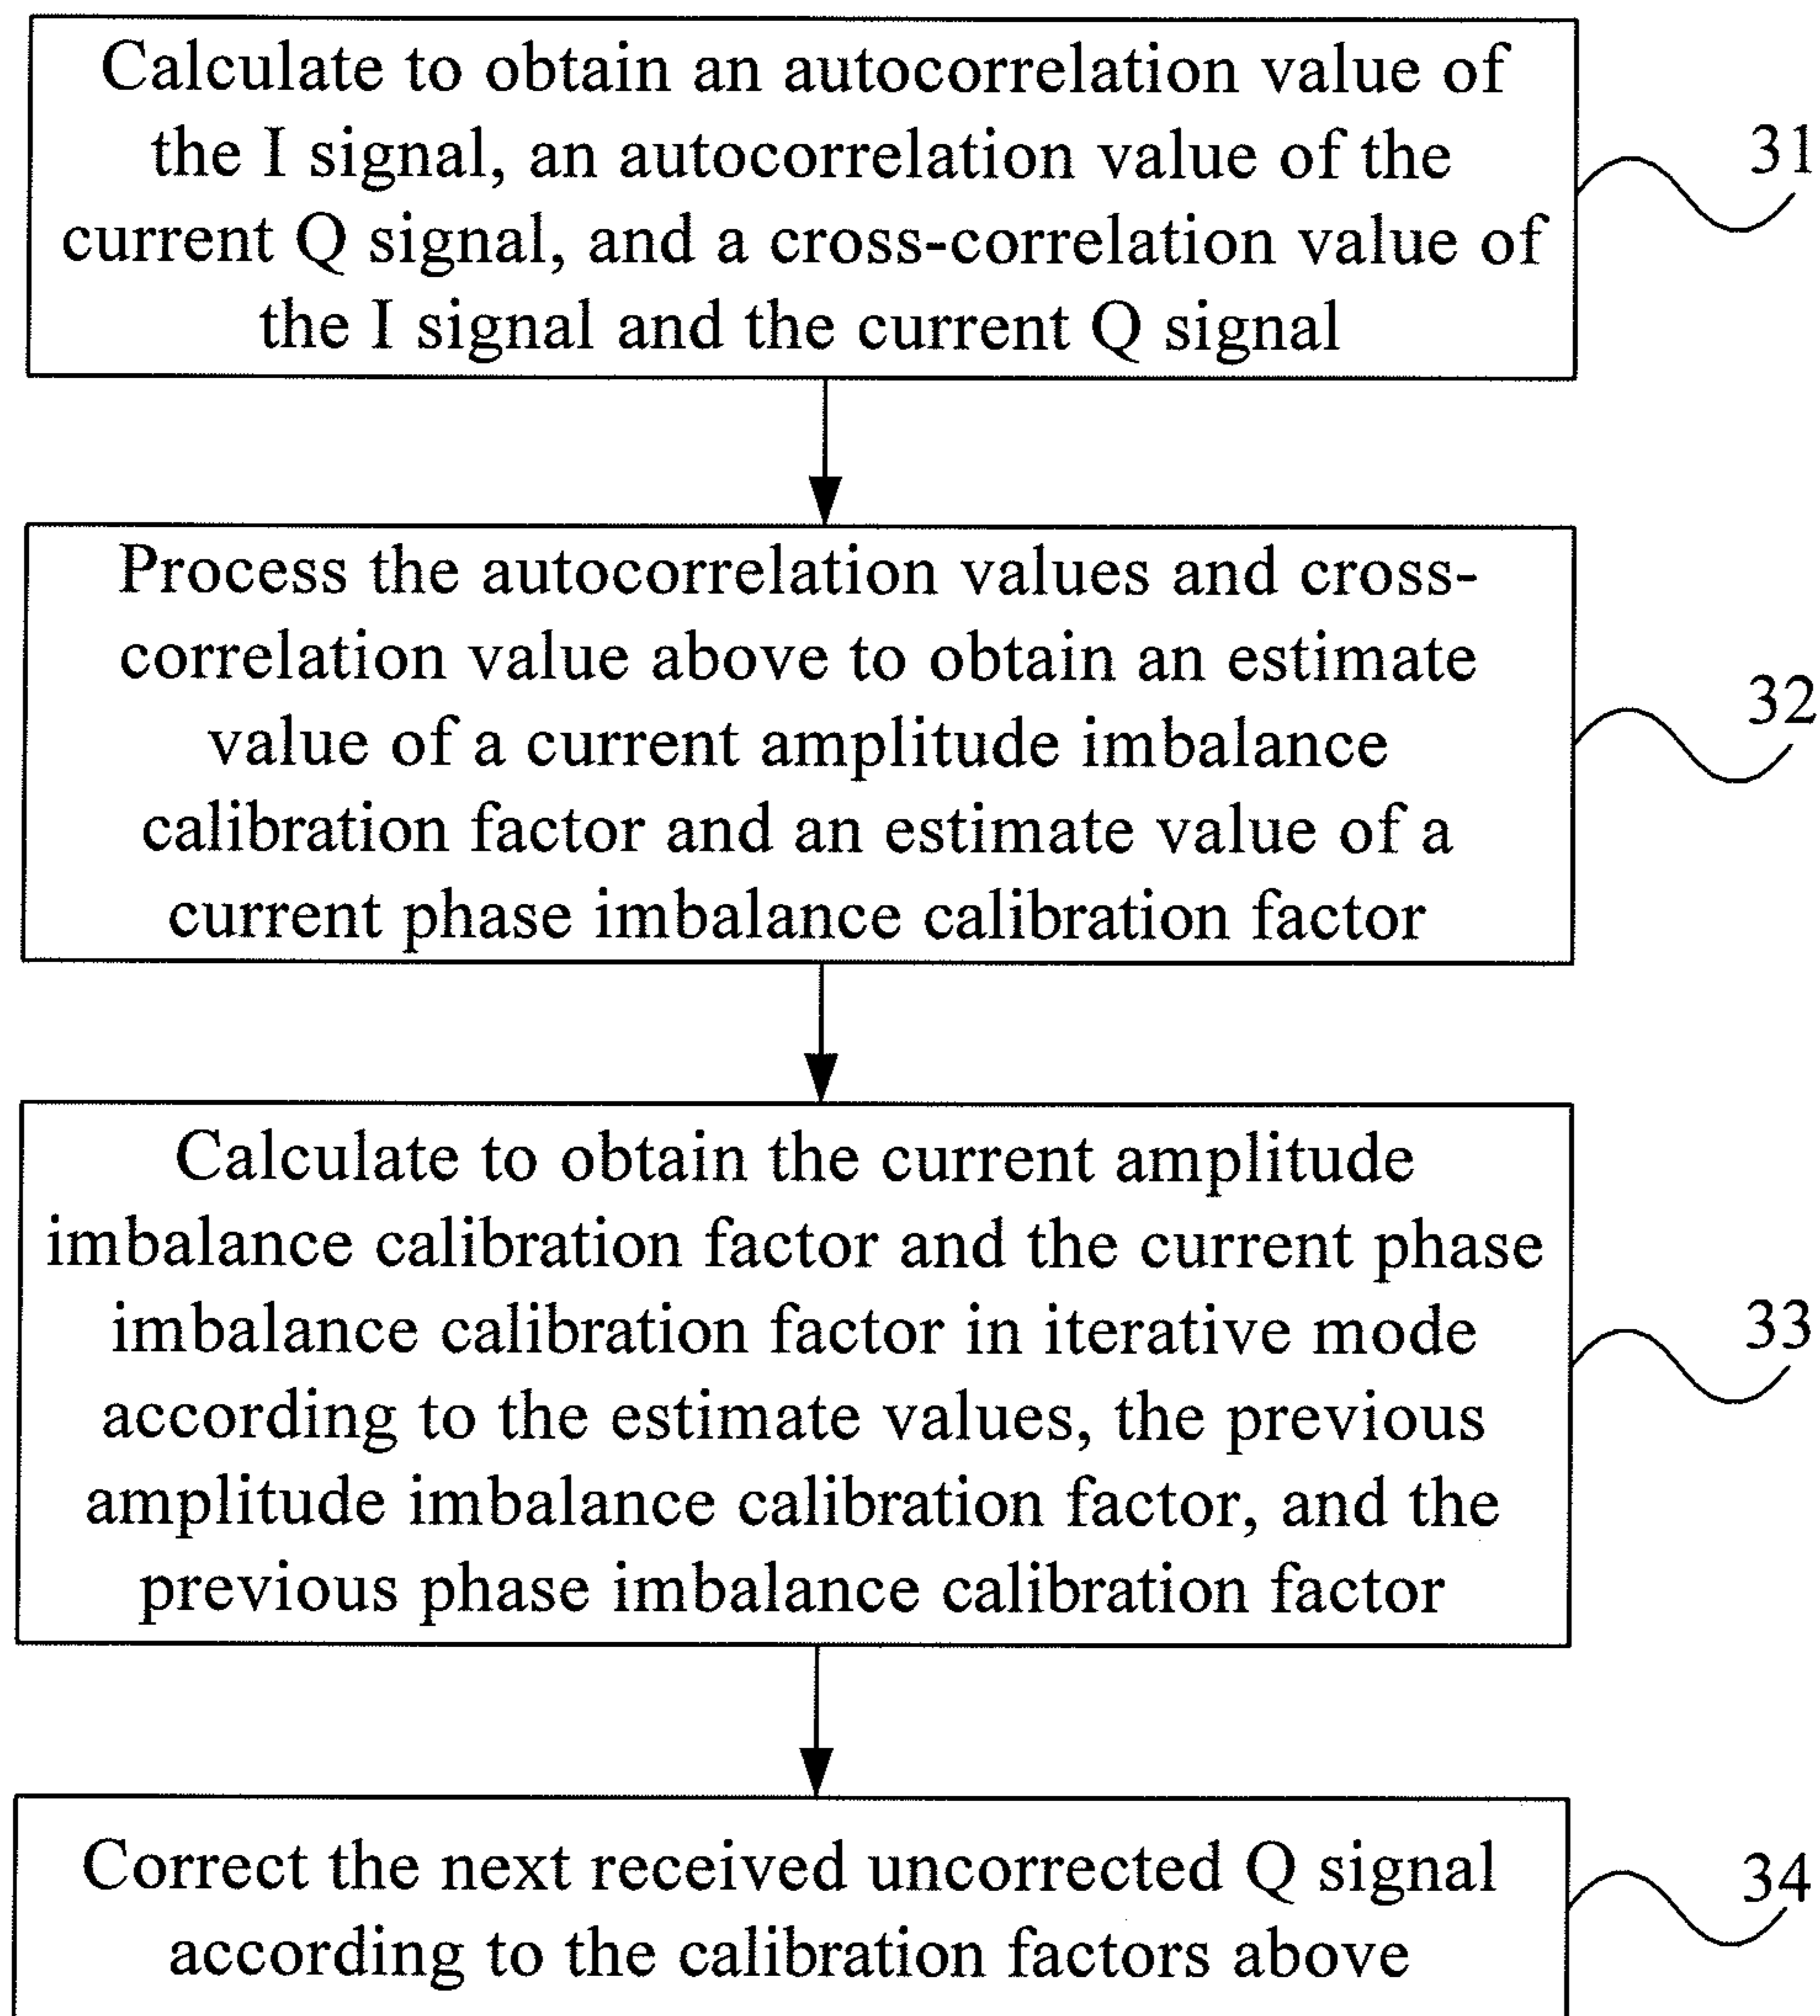 Calculate to obtain an autocorrelation value of
the I signal, an autocorrelation value of the
current Q signal, and a cross-correlation value of
the I signal and the current Q signal
31
Process the autocorrelation values and cross-
correlation value above to obtain an estimate
value of a current amplitude imbalance
calibration factor and an estimate value of a
current phase imbalance calibration factor
32
Calculate to obtain the current amplitude
imbalance calibration factor and the current phase
imbalance calibration factor in iterative mode
according to the estimate values, the previous
amplitude imbalance calibration factor, and the
previous phase imbalance calibration factor
33
Correct the next received uncorrected Q signal
according to the calibration factors above
34